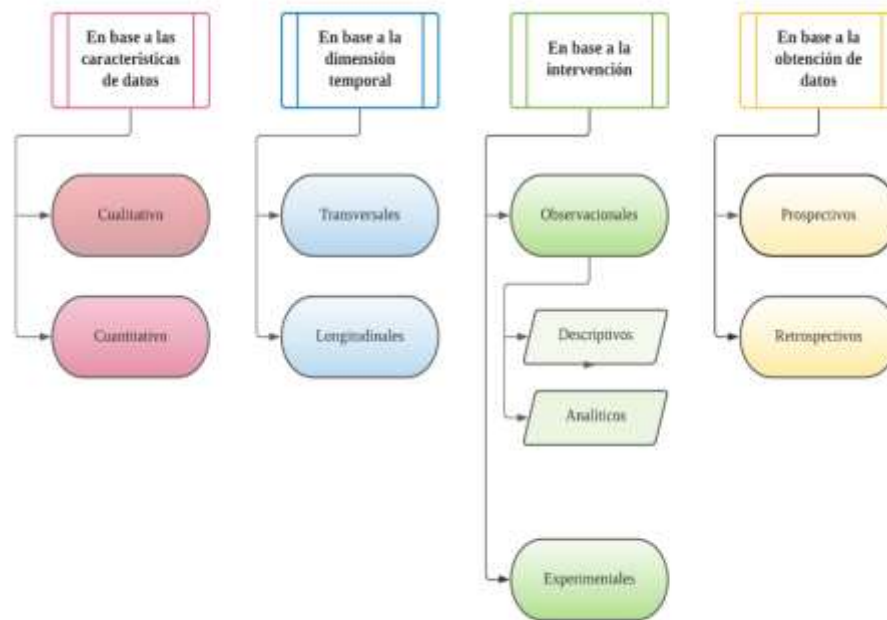 En base a las
características
de datos
Cualitativo
Cuantitativo
En base a la
dimensión
temporal
Transversales
Longitudinales
En base a la
intervención
Observacionales
Descriptivos
Analíticos
Experimentales
En base a la
obtención de
datos
Prospectivos
Retrospectivos